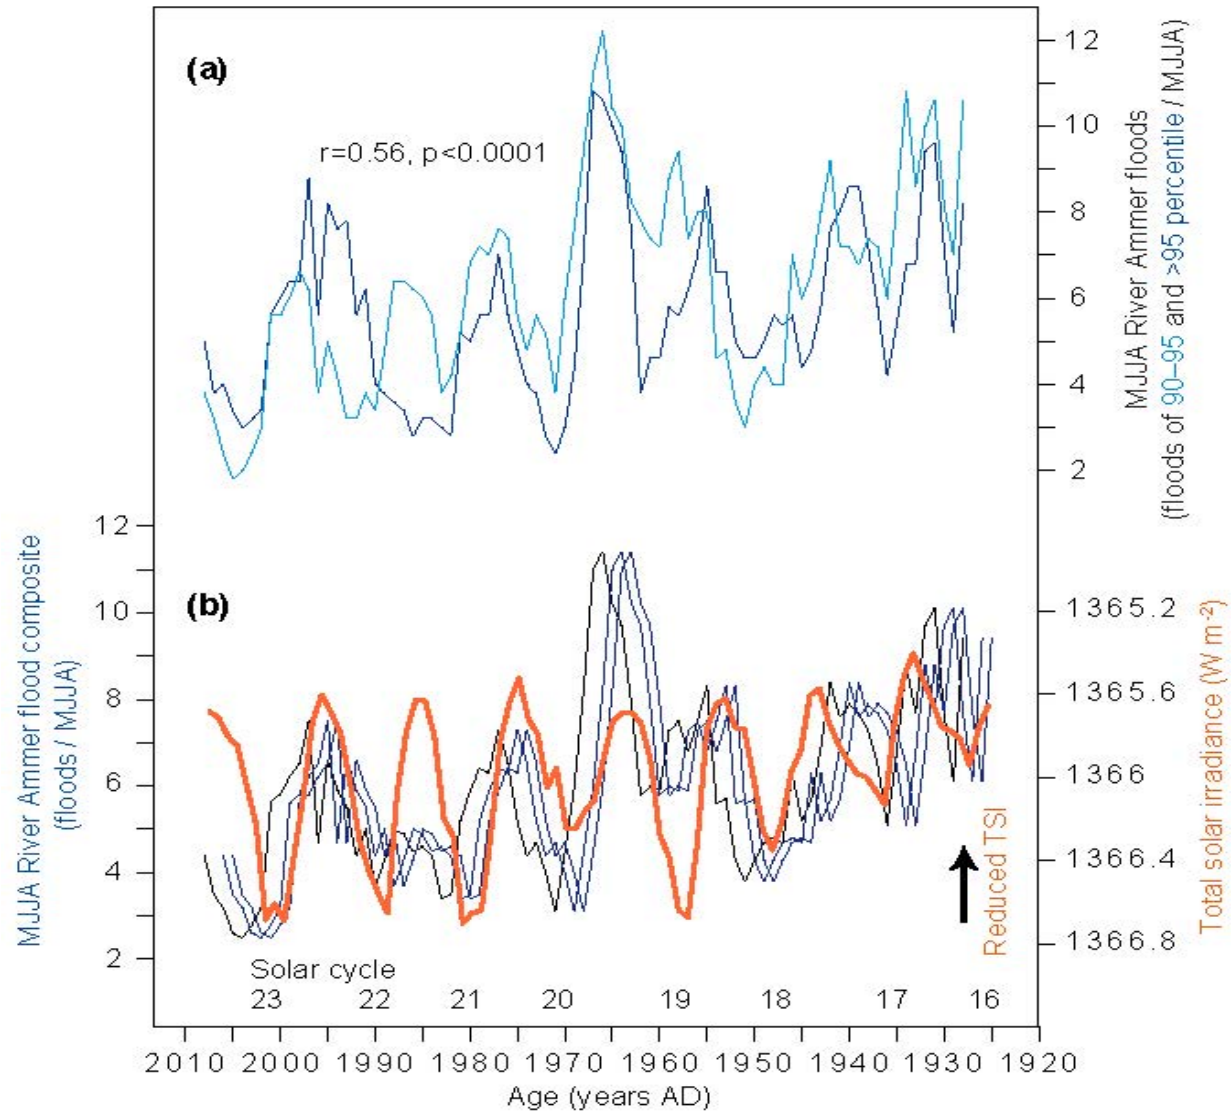 (a)
r=0.56, p<0.0001
12
10
8
6
4
2
MJJA River Ammer floods
(floods of 90–95 and >95 percentile / MJJA)
MJJA River Ammer flood composite
(floods / MJJA)
12
10
8
6
4
2
(b)
1365.2
1365.6
1366
1366.4
1366.8
Total solar irradiance (W m-2)
Reduced TSI
Solar cycle
23 22 21 20 19 18 17 16
2010 2000 1990 1980 1970 1960 1950 1940 1930 1920
Age (years AD)